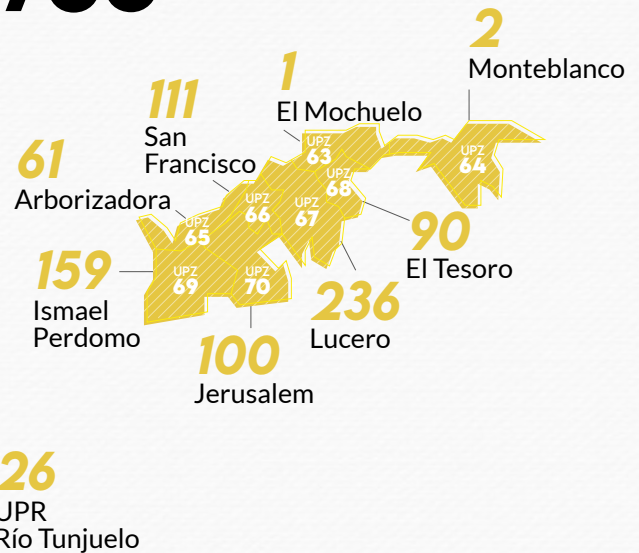 2
Monteblanco
1
El Mochuelo
111
San
Francisco
61
Arborizadora
159
Ismael
Perdomo
UPZ
63
UPZ
64
UPZ
68
UPZ
66
UPZ
67
UPZ
65
UPZ
69
UPZ
70
90
El Tesoro
236
Lucero
100
Jerusalem
26
UPR
Río Tunjuelo